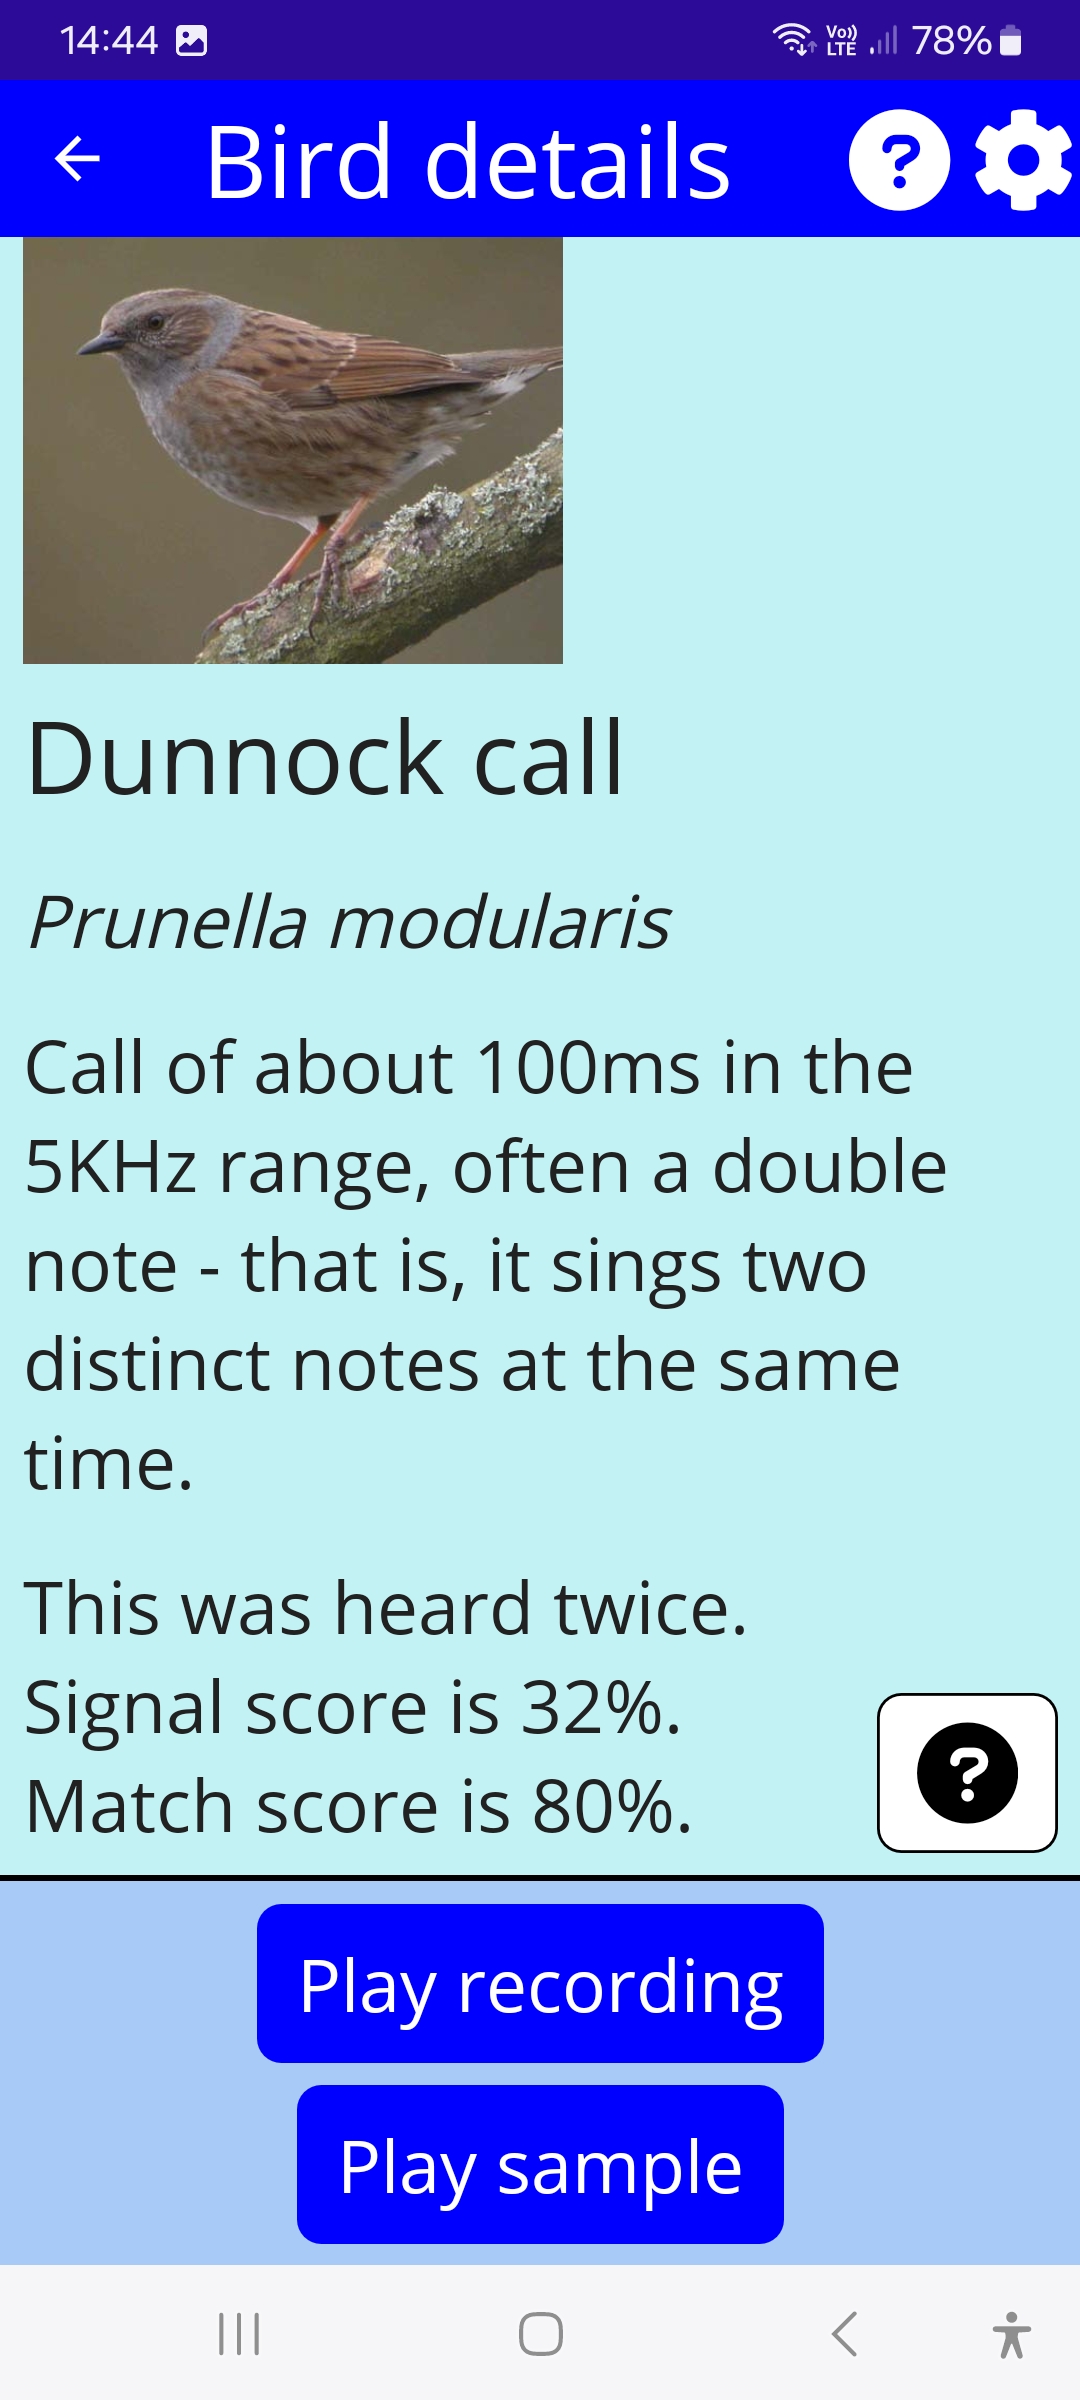 14:44 Vo)) LTE 78%
Bird details
Dunnock call
Prunella modularis
Call of about 100ms in the
5KHz range, often a double
note - that is, it sings two
distinct notes at the same
time.
This was heard twice.
Signal score is 32%.
Match score is 80%.
Play recording
Play sample